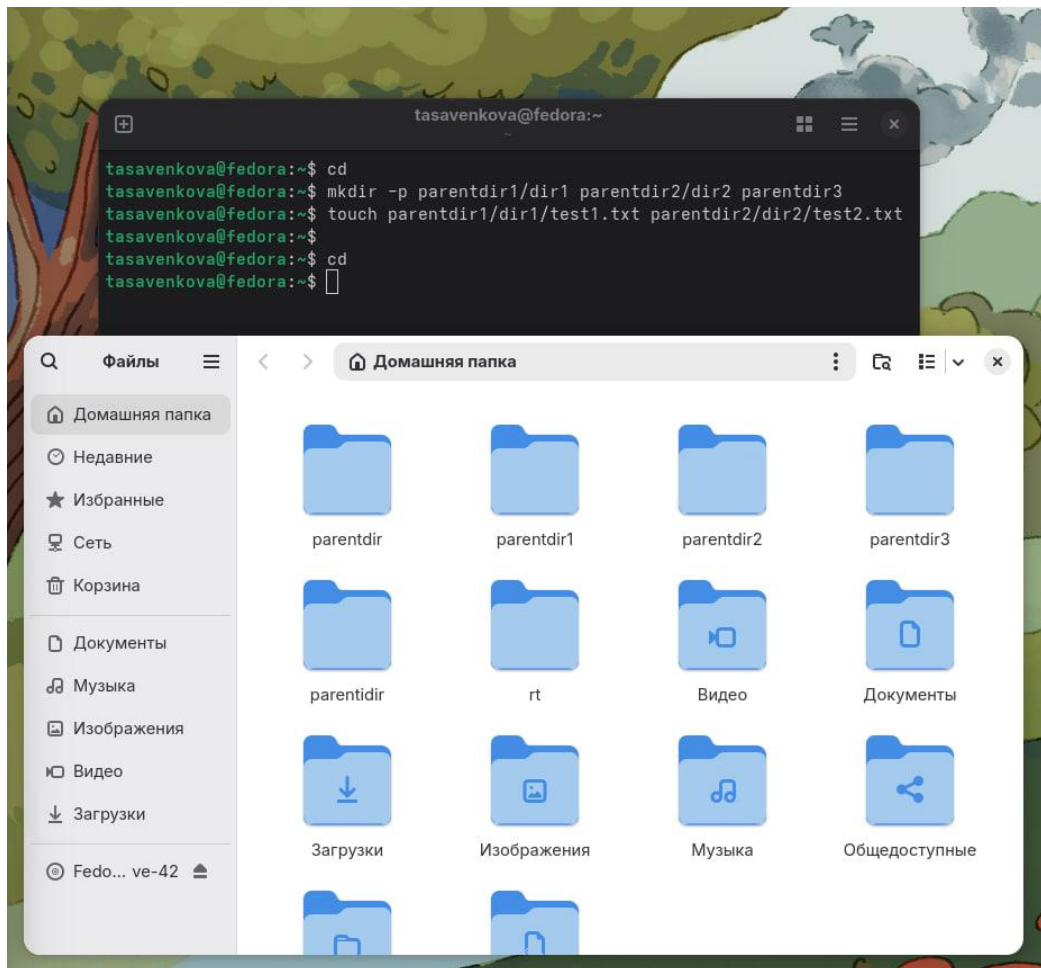 tasavenkova@fedora:~
~
tasavenkova@fedora:~$ cd
tasavenkova@fedora:~$ mkdir -p parentdir1/dir1 parentdir2/dir2 parentdir3
tasavenkova@fedora:~$ touch parentdir1/dir1/test1.txt parentdir2/dir2/test2.txt
tasavenkova@fedora:~$
tasavenkova@fedora:~$ cd
tasavenkova@fedora:~$
Файлы
Домашняя папка
Домашняя папка
Недавние
Избранные
Сеть
Корзина
Документы
Музыка
Изображения
Видео
Загрузки
Fedo... ve-42
parentdir parentdir1 parentdir2 parentdir3
parentidir rt Видео Документы
Загрузки Изображения Музыка Общедоступные